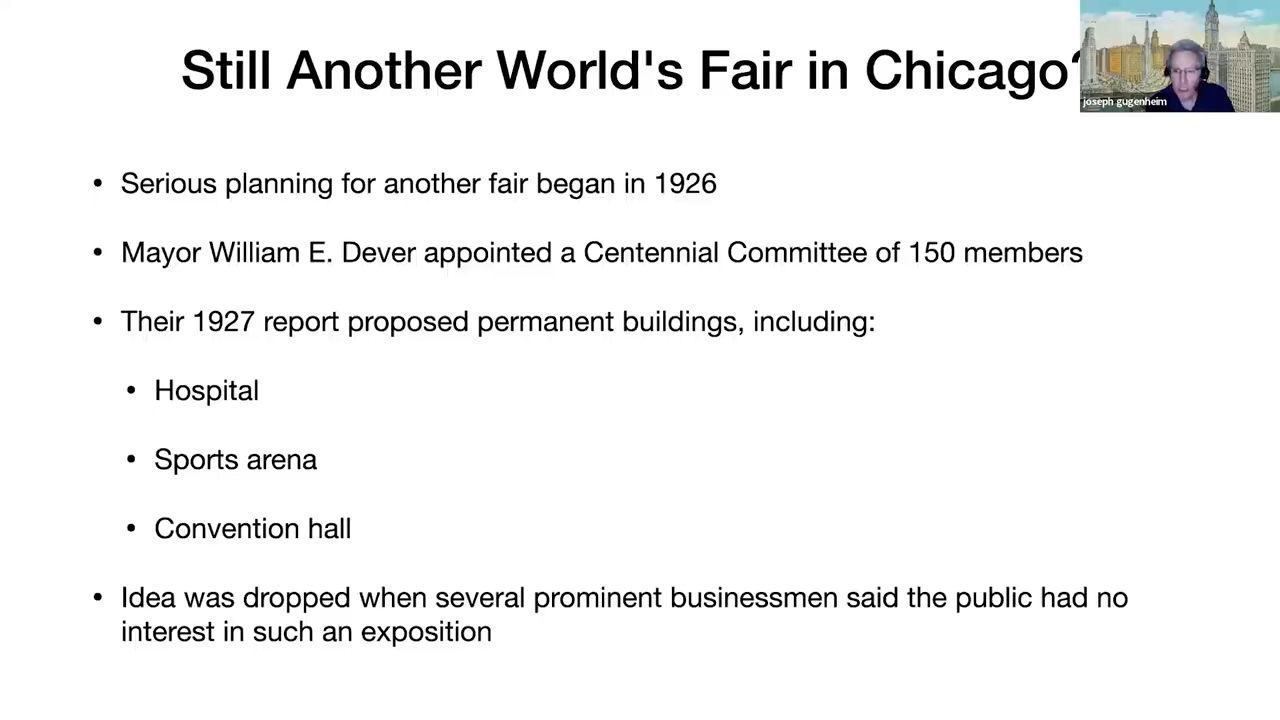 Still Another World's Fair in Chicago?
joseph gugenheim
• Serious planning for another fair began in 1926
• Mayor William E. Dever appointed a Centennial Committee of 150 members
• Their 1927 report proposed permanent buildings, including:
• Hospital
• Sports arena
• Convention hall
• Idea was dropped when several prominent businessmen said the public had no
interest in such an exposition